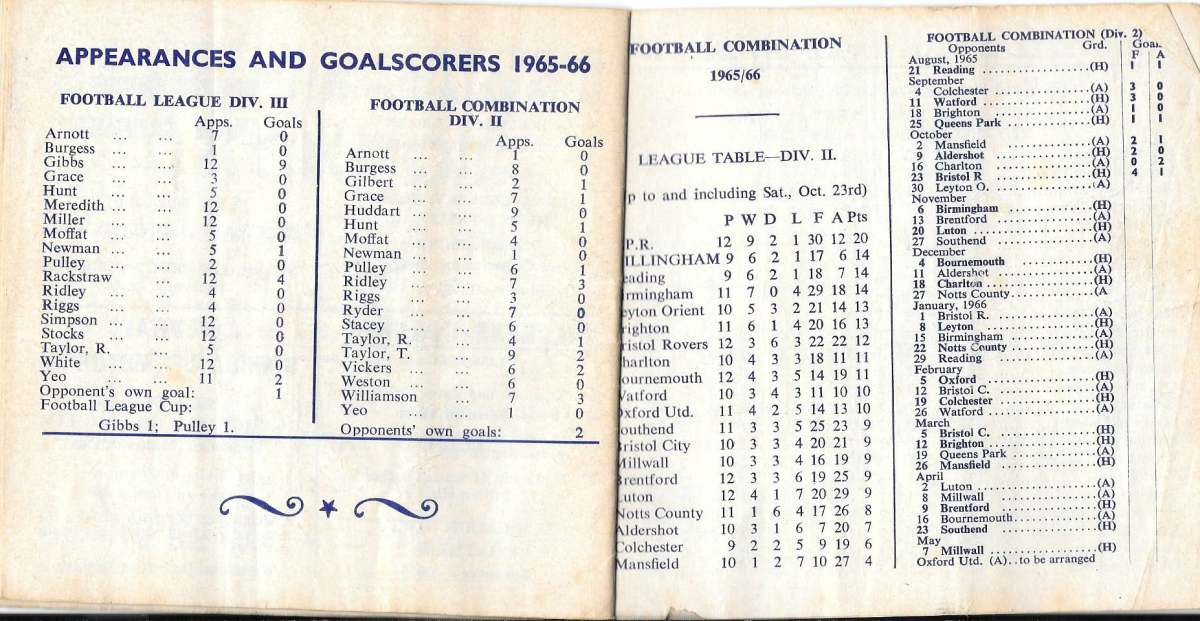 APPEARANCES AND GOALSCORERS 1965-66
FOOTBALL LEAGUE DIV. III
Apps. Goals
Arnott ... ... 7 0
Burgess ... ... 1 0
Gibbs ... ... 12 9
Grace ... ... 3 0
Hunt ... ... 5 0
Meredith ... ... 12 0
Miller ... ... 12 0
Moffat ... ... 5 0
Newman ... ... 5 1
Pulley ... ... 2 0
Rackstraw ... 12 4
Ridley ... ... 4 0
Riggs ... ... 4 0
Simpson ... 12 0
Stocks ... ... 12 0
Taylor, R. ... 5 0
White ... ... 12 0
Yeo ... ... 11 2
Opponent's own goal: 1
Football League Cup:
Gibbs 1; Pulley 1.
FOOTBALL COMBINATION
DIV. II
Apps. Goals
Arnott ... ... 1 0
Burgess ... ... 8 0
Gilbert ... ... 2 1
Grace ... ... 7 1
Huddart ... ... 9 0
Hunt ... ... 5 1
Moffat ... ... 4 0
Newman ... ... 1 0
Pulley ... ... 6 1
Ridley ... ... 7 3
Riggs ... ... 3 0
Ryder ... ... 7 0
Stacey ... ... 6 0
Taylor, R. ... 4 1
Taylor, T. ... 9 2
Vickers ... ... 6 2
Weston ... ... 6 0
Williamson ... 7 3
Yeo ... ... 1 0
Opponents' own goals: 2
FOOTBALL COMBINATION
1965/66
LEAGUE TABLE—DIV. II.
p to and including Sat., Oct. 23rd)
P W D L F A Pts
.P.R. 12 9 2 1 30 12 20
ILLINGHAM 9 6 2 1 17 6 14
eading 9 6 2 1 18 7 14
irmingham 11 7 0 4 29 18 14
eyton Orient 10 5 3 2 21 14 13
righton 11 6 1 4 20 16 13
ristol Rovers 12 3 6 3 22 22 12
harlton 10 4 3 3 18 11 11
ournemouth 12 4 3 5 14 19 11
Vatford 10 3 4 3 11 10 10
Oxford Utd. 11 4 2 5 14 13 10
outhend 11 3 3 5 25 23 9
ristol City 10 3 3 4 20 21 9
Millwall 10 3 3 4 16 19 9
Brentford 12 3 3 6 19 25 9
Luton 12 4 1 7 20 29 9
Notts County 11 1 6 4 17 26 8
Aldershot 10 3 1 6 7 20 7
Colchester 9 2 2 5 9 19 6
Mansfield 10 1 2 7 10 27 4
FOOTBALL COMBINATION (Div. 2)
Opponents Grd. Goal
F A
August, 1965
21 Reading (H) 1 1
September
4 Colchester (A) 3 0
11 Watford (H) 3 0
18 Brighton (A) 1 0
25 Queens Park (H) 1 1
October
2 Mansfield (A) 2 1
9 Aldershot (H) 2 0
16 Charlton (A) 0 2
23 Bristol R (H) 4 1
30 Leyton O. (A)
November
6 Birmingham (H)
13 Brentford (A)
20 Luton (H)
27 Southend (A)
December
4 Bournemouth (H)
11 Aldershot (A)
18 Charlton (H)
27 Notts County (A
January, 1966
1 Bristol R. (A)
8 Leyton (H)
15 Birmingham (A)
22 Notts County (H)
29 Reading (A)
February
5 Oxford (H)
12 Bristol C. (A)
19 Colchester (H)
26 Watford (A)
March
5 Bristol C. (H)
12 Brighton (H)
19 Queens Park (A)
26 Mansfield (H)
April
2 Luton (A)
8 Millwall (A)
9 Brentford (H)
16 Bournemouth (A)
23 Southend (H)
May
7 Millwall (H)
Oxford Utd. (A)..to be arranged